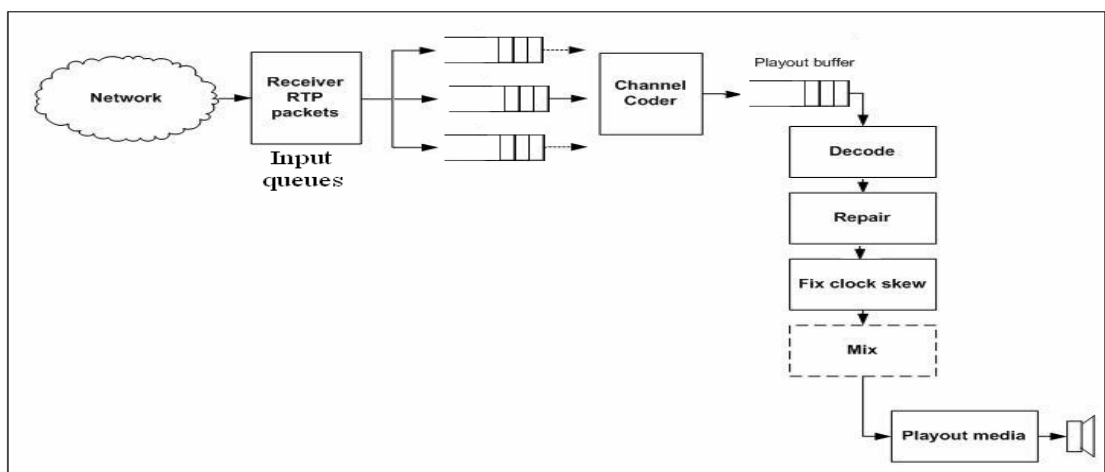 Network
Receiver
RTP
packets
Input
queues
Channel
Coder
Playout buffer
Decode
Repair
Fix clock skew
Mix
Playout media